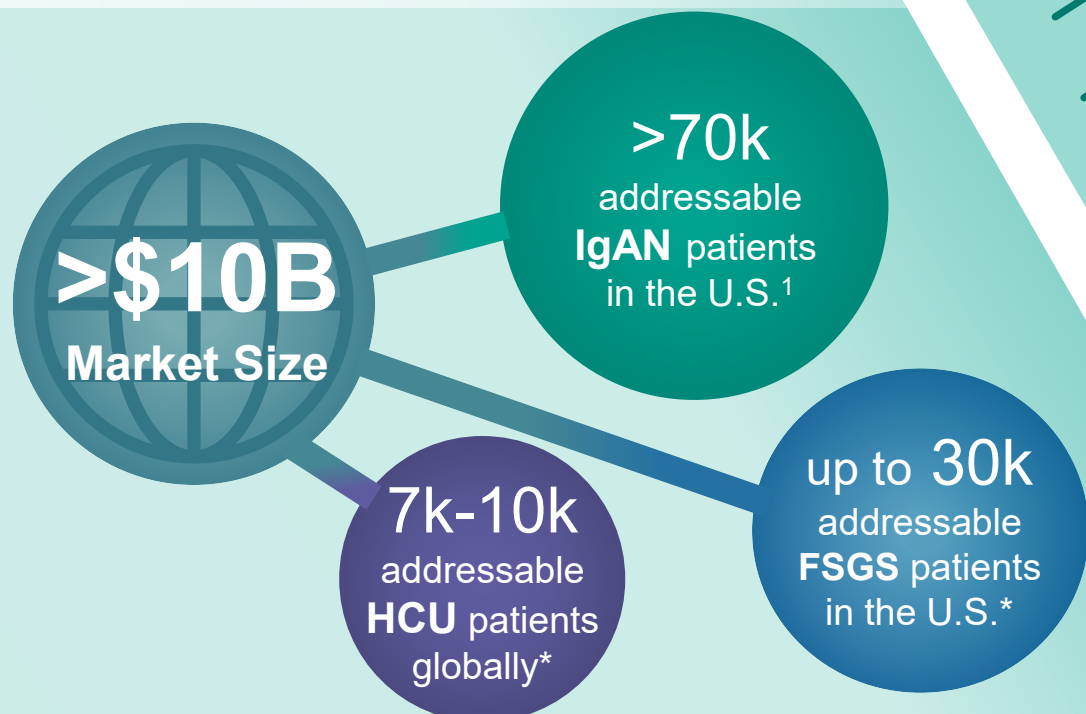 >$10B
Market Size
>70k
addressable
IgAN patients
in the U.S.¹
up to 30k
addressable
FSGS patients
in the U.S.*
7k-10k
addressable
HCU patients
globally*